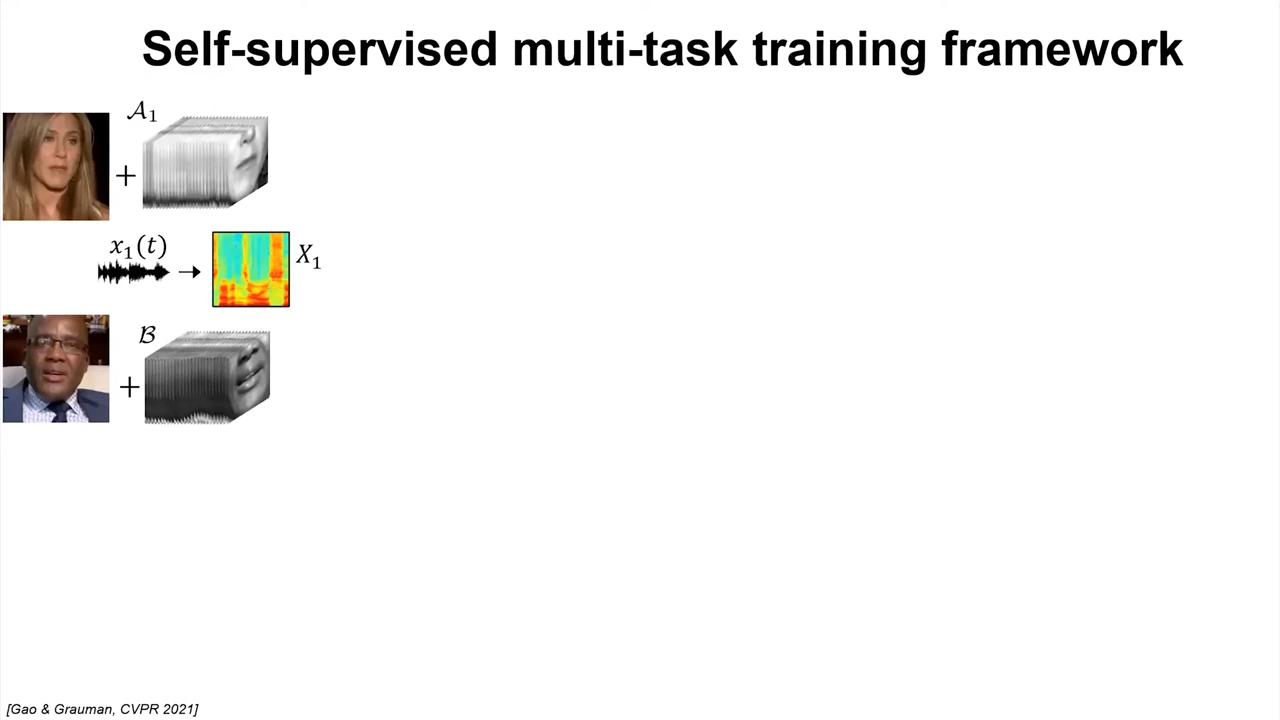 Self-supervised multi-task training framework
𝒜₁
+
x₁(t)
→
X₁
ℬ
+
[Gao & Grauman, CVPR 2021]